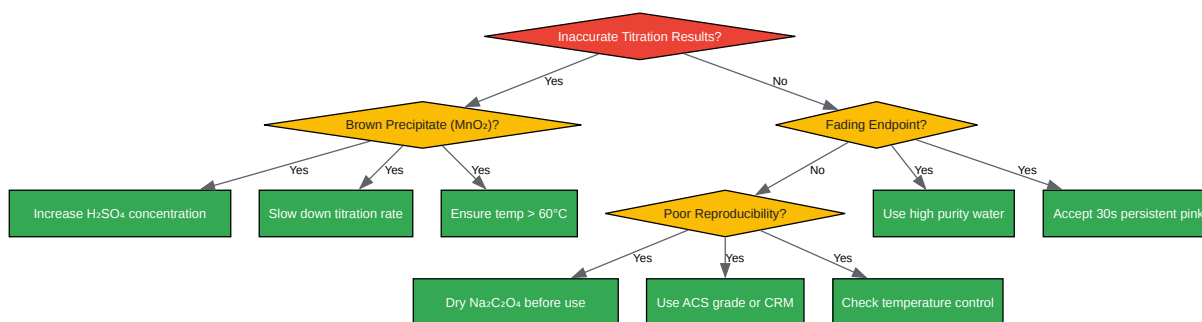 Inaccurate Titration Results?
Yes
No
Brown Precipitate (MnO₂)?
Fading Endpoint?
Yes
Yes
Yes
No
Yes
Yes
Increase H₂SO₄ concentration
Slow down titration rate
Ensure temp > 60°C
Poor Reproducibility?
Use high purity water
Accept 30s persistent pink
Yes
Yes
Yes
Dry Na₂C₂O₄ before use
Use ACS grade or CRM
Check temperature control